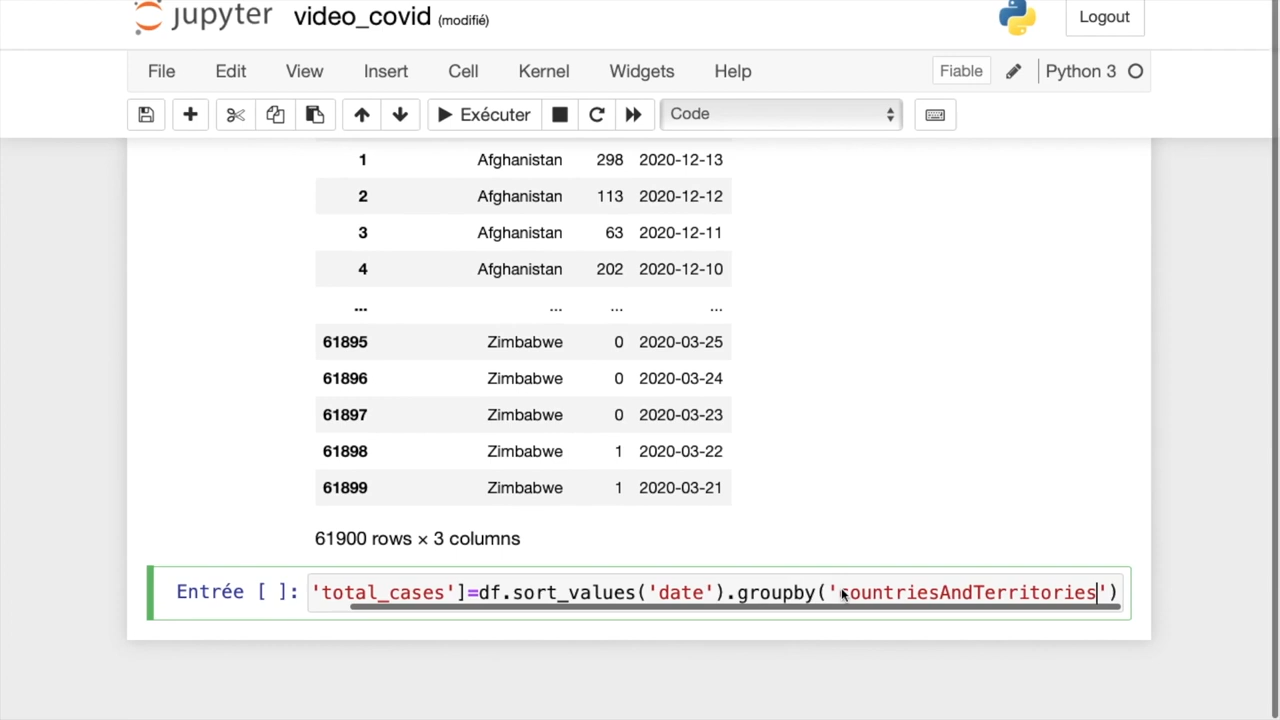 jupyter video_covid (modifié) Logout
File Edit View Insert Cell Kernel Widgets Help Fiable Python 3
Exécuter Code
1 Afghanistan 298 2020-12-13
2 Afghanistan 113 2020-12-12
3 Afghanistan 63 2020-12-11
4 Afghanistan 202 2020-12-10
... ... ... ...
61895 Zimbabwe 0 2020-03-25
61896 Zimbabwe 0 2020-03-24
61897 Zimbabwe 0 2020-03-23
61898 Zimbabwe 1 2020-03-22
61899 Zimbabwe 1 2020-03-21
61900 rows × 3 columns
Entrée [ ]: 'total_cases']=df.sort_values('date').groupby('countriesAndTerritories')